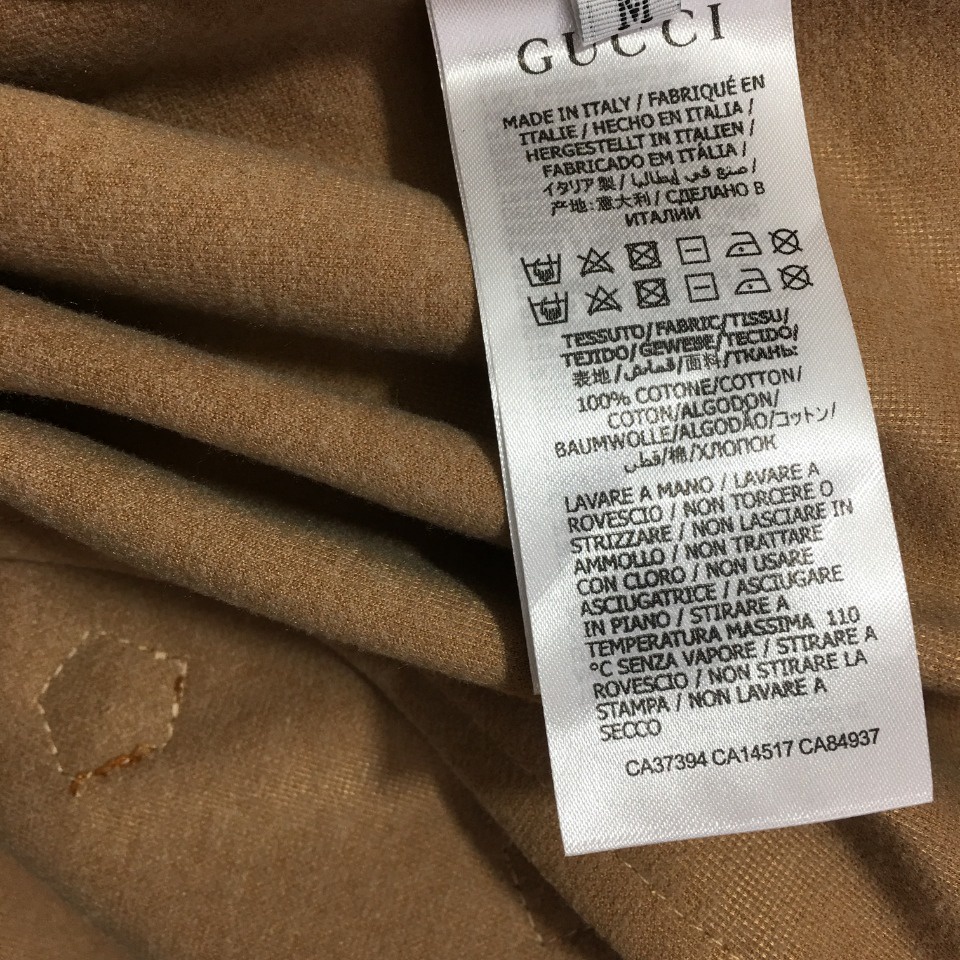 M
GUCCI
MADE IN ITALY / FABRIQUÉ EN
ITALIE / HECHO EN ITALIA /
HERGESTELLT IN ITALIEN /
FABRICADO EM ITÁLIA /
イタリア製 / صنع في إيطاليا /
产地:意大利 / СДЕЛАНО В
ИТАЛИИ
TESSUTO/FABRIC/TISSU/
TEJIDO/GEWEBE/TECIDO/
表地/قماش/面料/ТКАНЬ:
100% COTONE/COTTON/
COTON/ALGODON/
BAUMWOLLE/ALGODÃO/コットン/
قطن/棉/ХЛОПОК
LAVARE A MANO / LAVARE A
ROVESCIO / NON TORCERE O
STRIZZARE / NON LASCIARE IN
AMMOLLO / NON TRATTARE
CON CLORO / NON USARE
ASCIUGATRICE / ASCIUGARE
IN PIANO / STIRARE A
TEMPERATURA MASSIMA 110
°C SENZA VAPORE / STIRARE A
ROVESCIO / NON STIRARE LA
STAMPA / NON LAVARE A
SECCO
CA37394 CA14517 CA84937